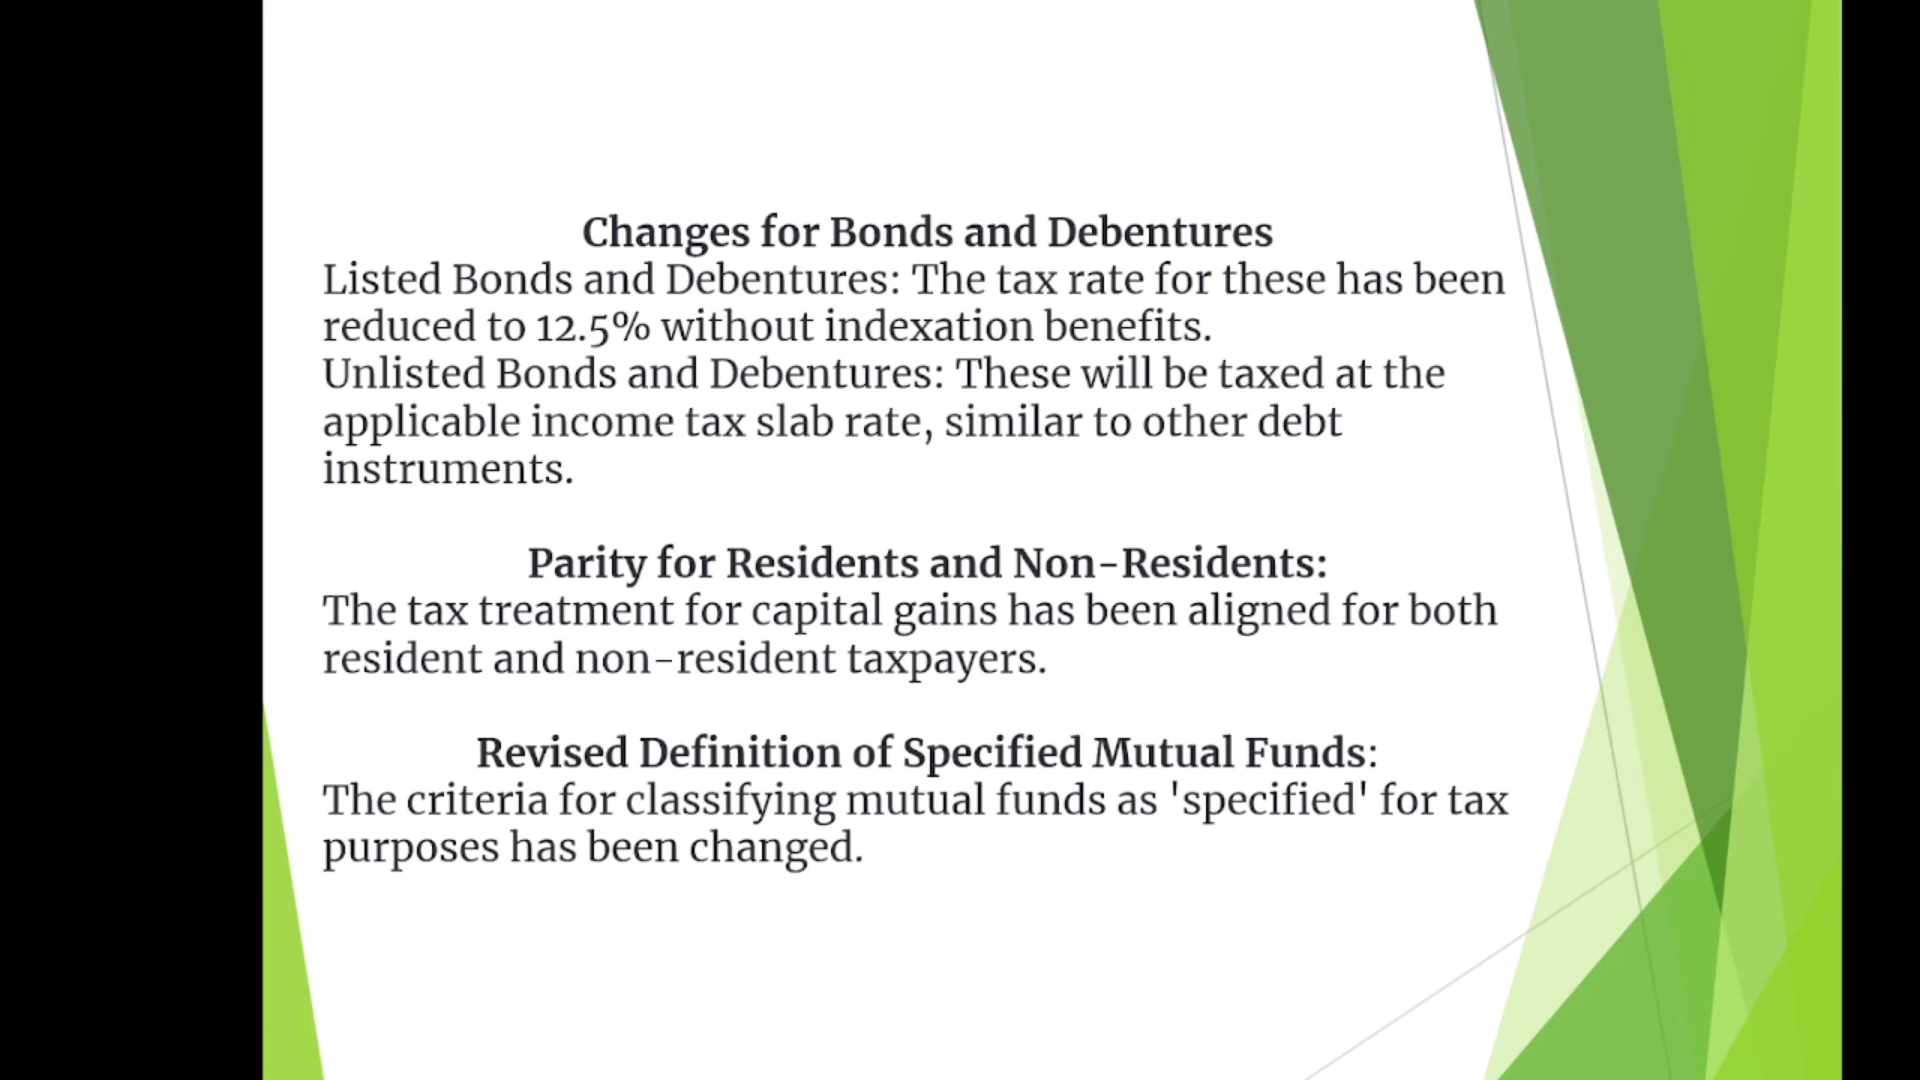 Changes for Bonds and Debentures
Listed Bonds and Debentures: The tax rate for these has been
reduced to 12.5% without indexation benefits.
Unlisted Bonds and Debentures: These will be taxed at the
applicable income tax slab rate, similar to other debt
instruments.
Parity for Residents and Non-Residents:
The tax treatment for capital gains has been aligned for both
resident and non-resident taxpayers.
Revised Definition of Specified Mutual Funds:
The criteria for classifying mutual funds as 'specified' for tax
purposes has been changed.